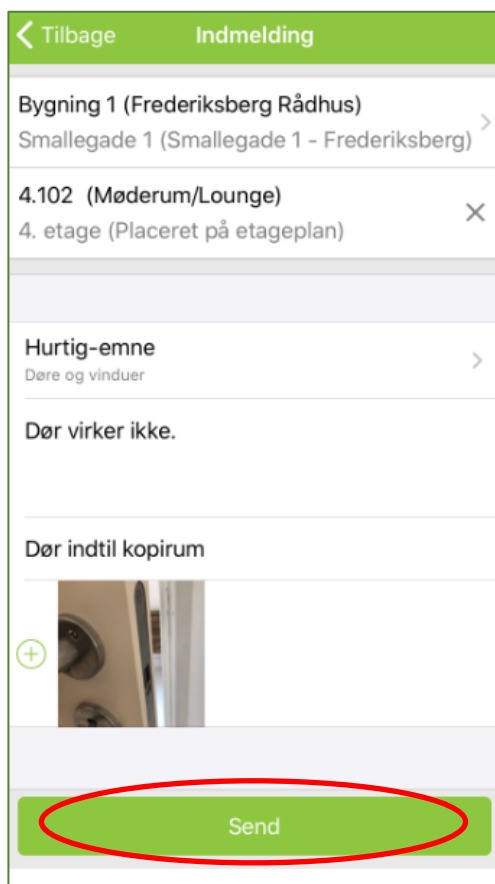 Tilbage Indmelding
Bygning 1 (Frederiksberg Rådhus)
Smallegade 1 (Smallegade 1 - Frederiksberg)
4.102 (Møderum/Lounge)
4. etage (Placeret på etageplan)
Hurtig-emne
Døre og vinduer
Dør virker ikke.
Dør indtil kopirum
Send